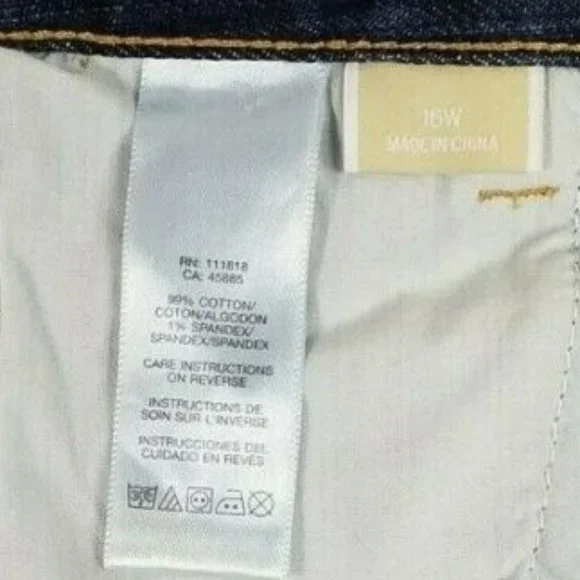 16W
MADE IN CHINA
RN: 111818
CA: 45885
99% COTTON/
COTON/ALGODON
1% SPANDEX/
SPANDEX/SPANDEX
CARE INSTRUCTIONS
ON REVERSE
INSTRUCTIONS DE
SOIN SUR L'INVERSE
INSTRUCCIONES DEL
CUIDADO EN REVÉS